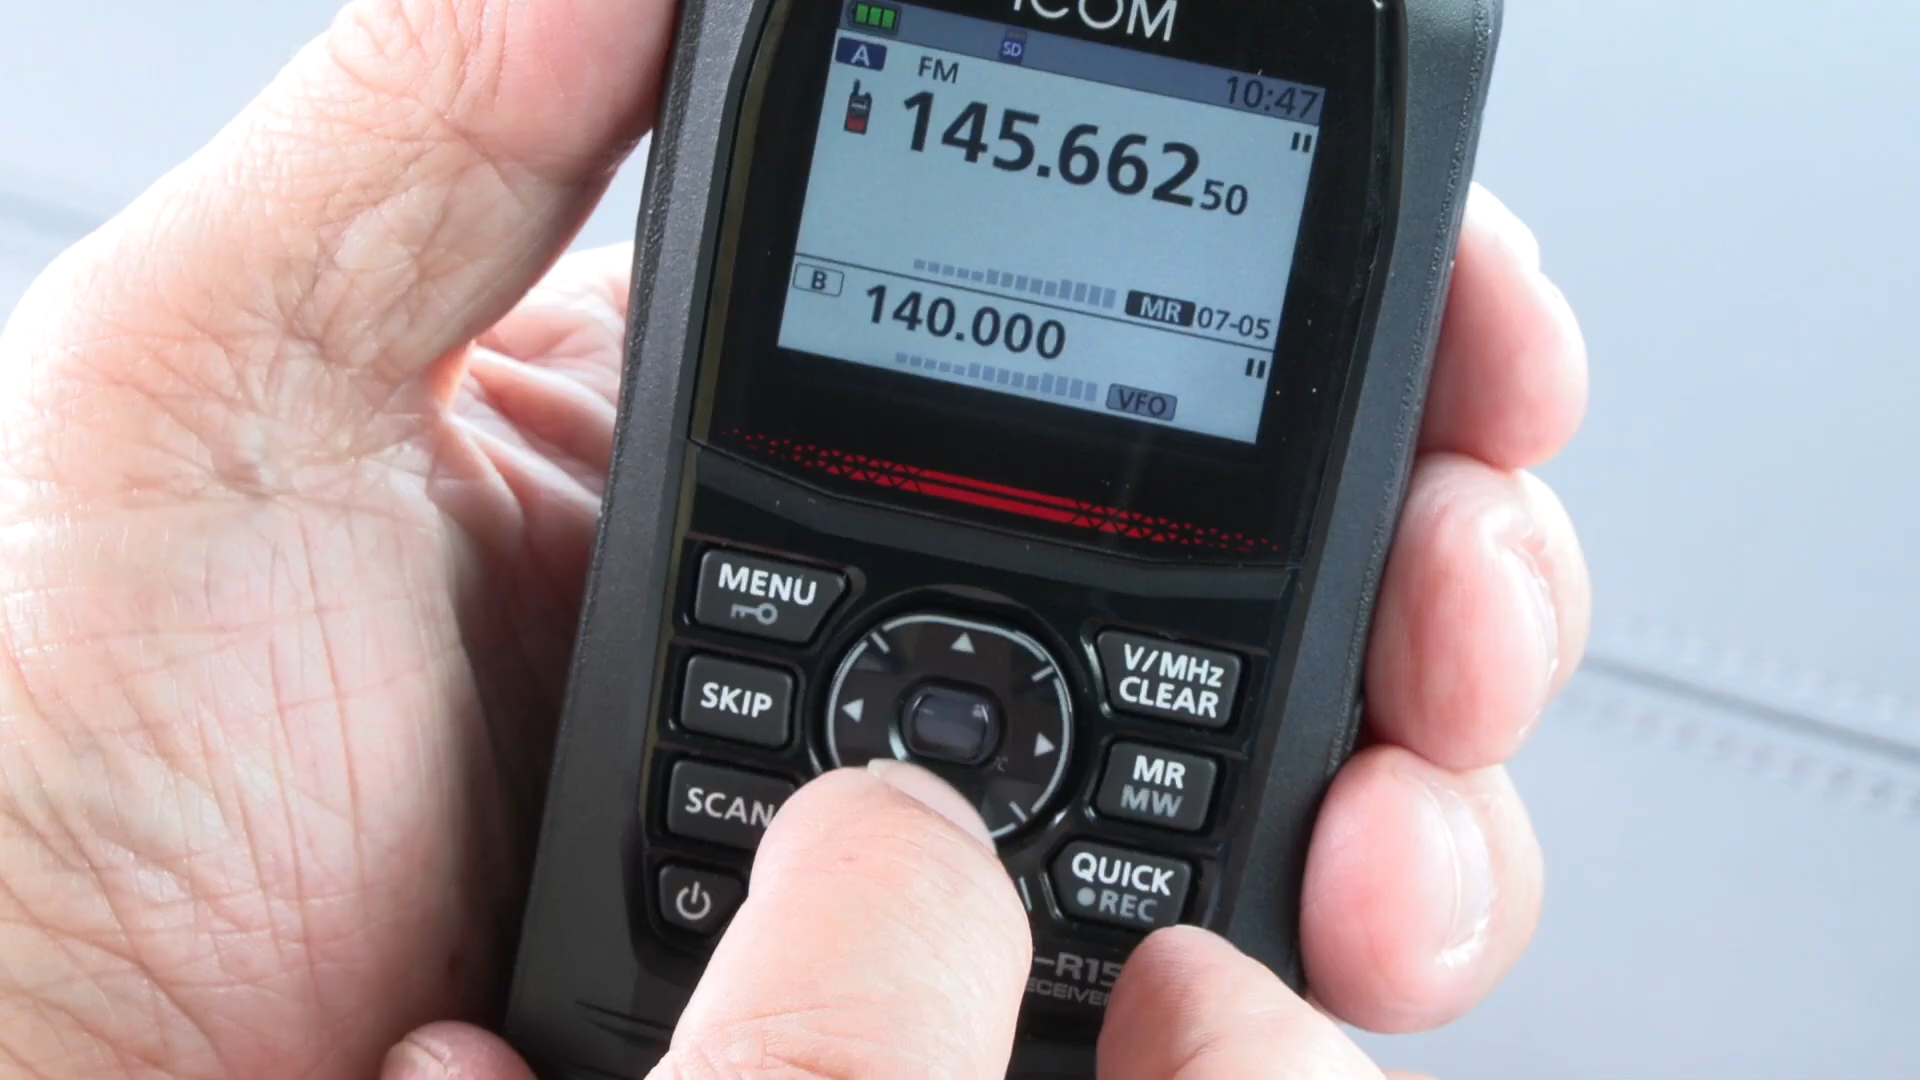 ICOM
SD
10:47
A
FM
145.66250
MR 07-05
B
140.000
VFO
MENU
V/MHz
CLEAR
SKIP
MR
MW
SCAN
QUICK
REC
-R15